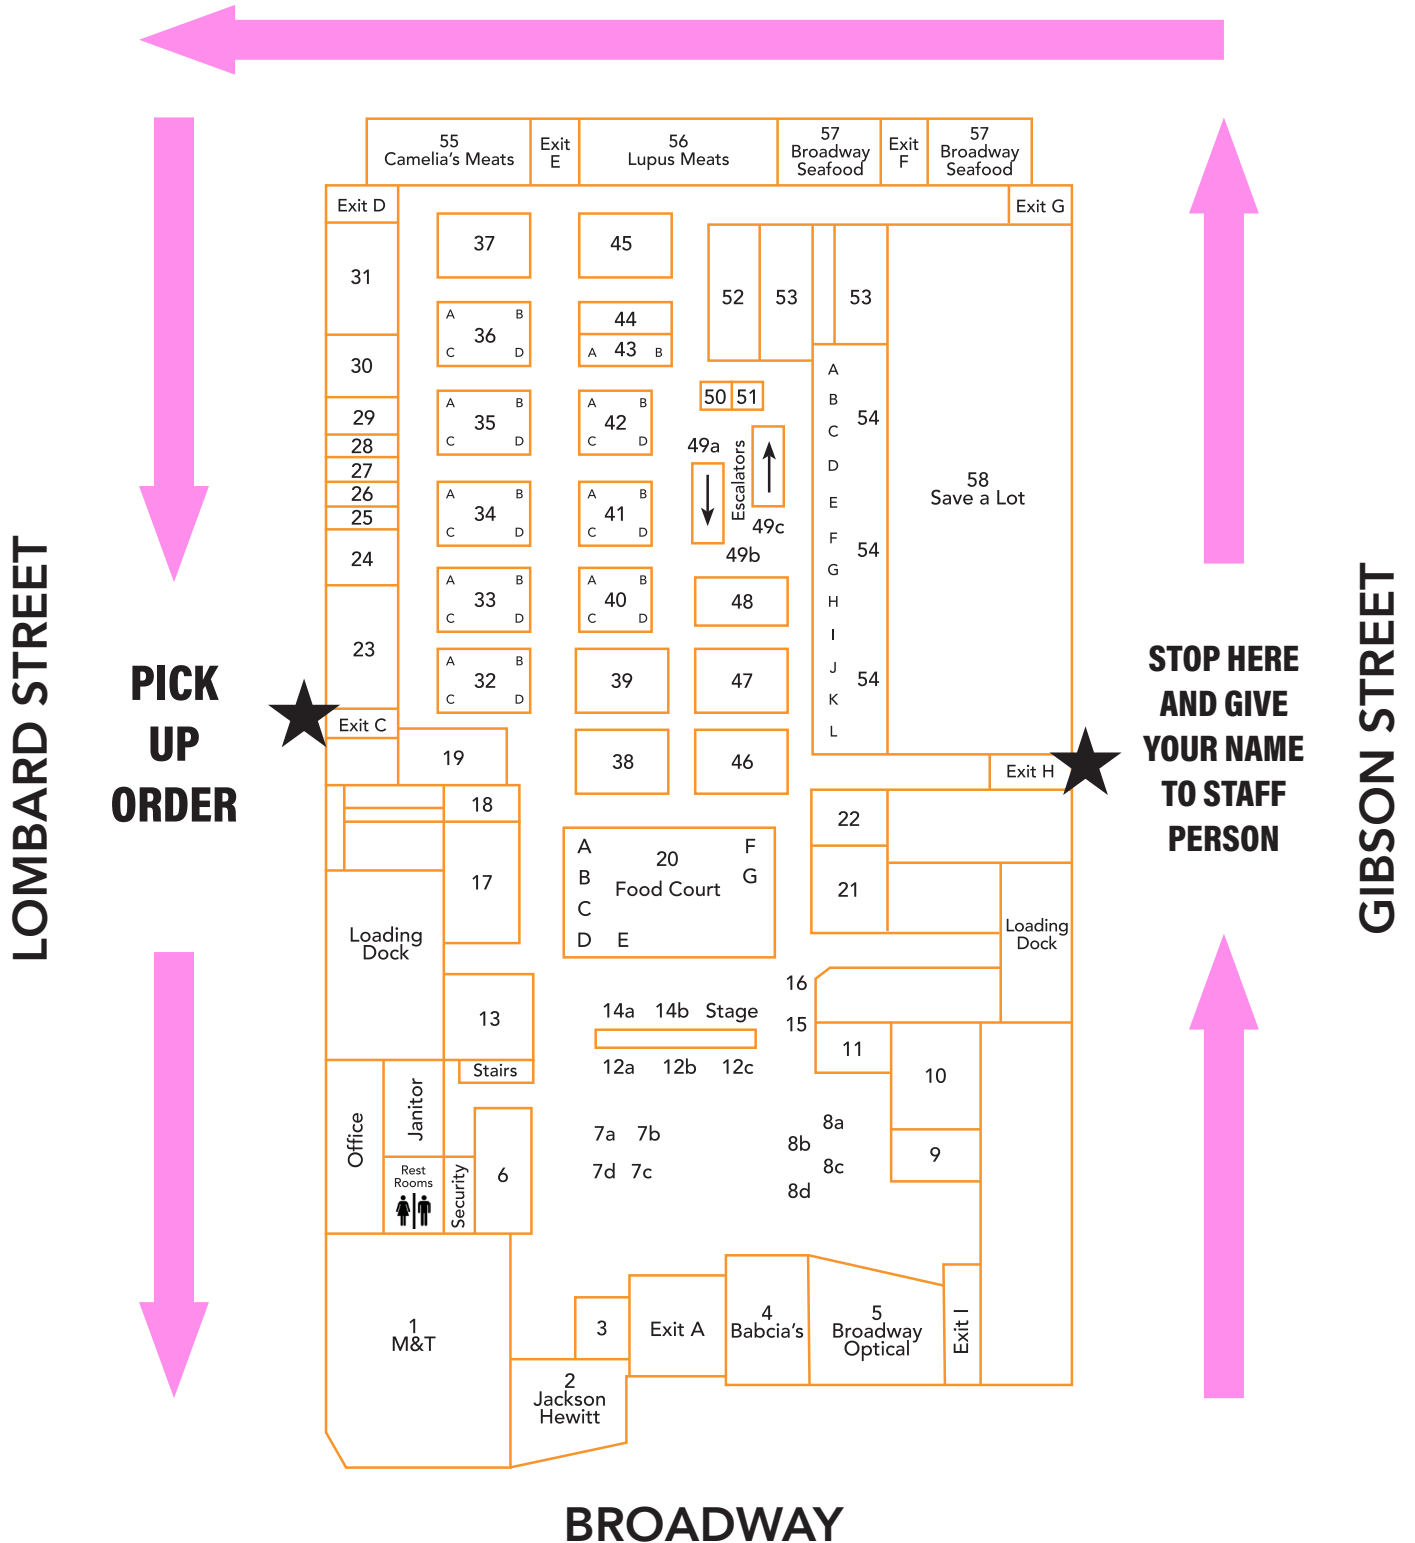 55
Camelia's Meats
Exit
E
56
Lupus Meats
57
Broadway
Seafood
Exit
F
57
Broadway
Seafood
Exit D
Exit G
37
45
31
52
53
53
A B
36
C D
44
A 43 B
30
A
B
C
D
E
F
G
H
I
J
K
L
54
54
54
50 51
29
28
27
26
25
24
23
A B
35
C D
A B
42
C D
49a
Escalators
49c
49b
58
Save a Lot
A B
34
C D
A B
41
C D
A B
33
C D
A B
40
C D
48
A B
32
C D
39
47
LOMBARD STREET
PICK
UP
ORDER
GIBSON STREET
STOP HERE
AND GIVE
YOUR NAME
TO STAFF
PERSON
Exit C
19
38
46
Exit H
18
22
17
A
B
C
D E
20
Food Court
F
G
21
Loading
Dock
Loading
Dock
16
13
14a 14b Stage
15
11
12a 12b 12c
Stairs
10
Office
Janitor
7a 7b
7d 7c
8a
8b
8c
8d
9
Rest
Rooms
Security
6
1
M&T
3
Exit A
4
Babcia's
5
Broadway
Optical
Exit I
2
Jackson
Hewitt
BROADWAY